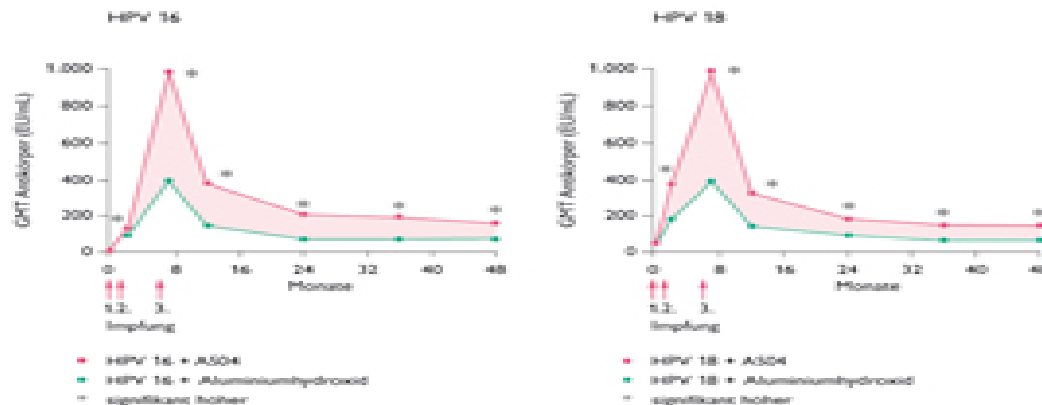 HPV 16
GMT Antikörper (EU/mL)
1.000
800
600
400
200
0
0 8 16 24 32 40 48
Monate
1. 2. 3.
Impfung
HPV 16 + AS04
HPV 16 + Aluminiumhydroxid
signifikant höher
HPV 18
GMT Antikörper (EU/mL)
1.000
800
600
400
200
0
0 8 16 24 32 40 48
Monate
1. 2. 3.
Impfung
HPV 18 + AS04
HPV 18 + Aluminiumhydroxid
signifikant höher